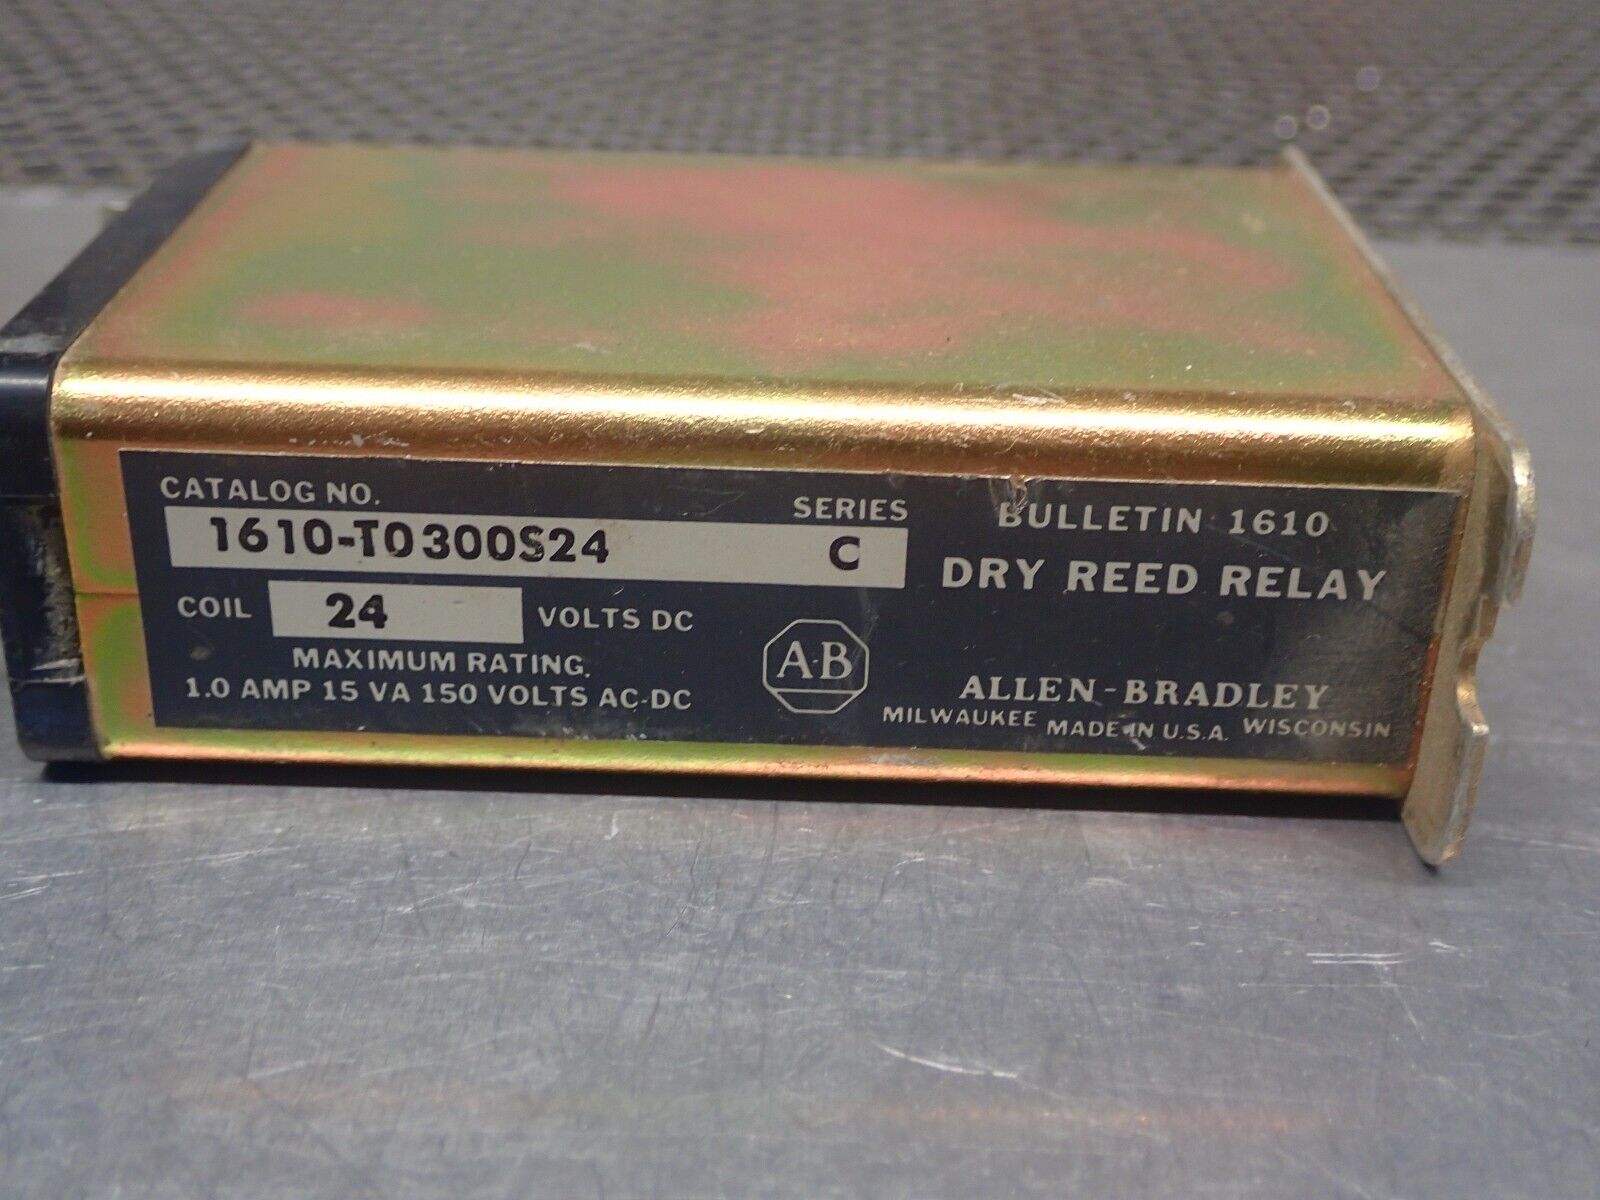 CATALOG NO.
SERIES
1610-T0300S24 C
COIL 24 VOLTS DC
MAXIMUM RATING.
1.0 AMP 15 VA 150 VOLTS AC-DC
A-B
BULLETIN 1610
DRY REED RELAY
ALLEN-BRADLEY
MILWAUKEE MADE IN U.S.A. WISCONSIN